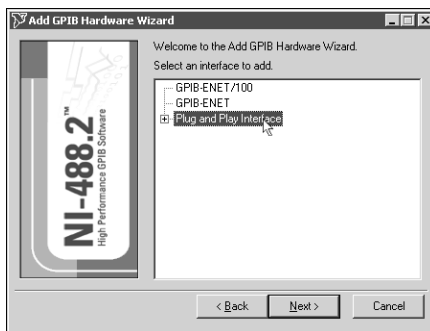 Add GPIB Hardware Wizard
NI-488.2™
High Performance GPIB Software
Welcome to the Add GPIB Hardware Wizard.
Select an interface to add.
GPIB-ENET/100
GPIB-ENET
Plug and Play Interface
< Back
Next >
Cancel